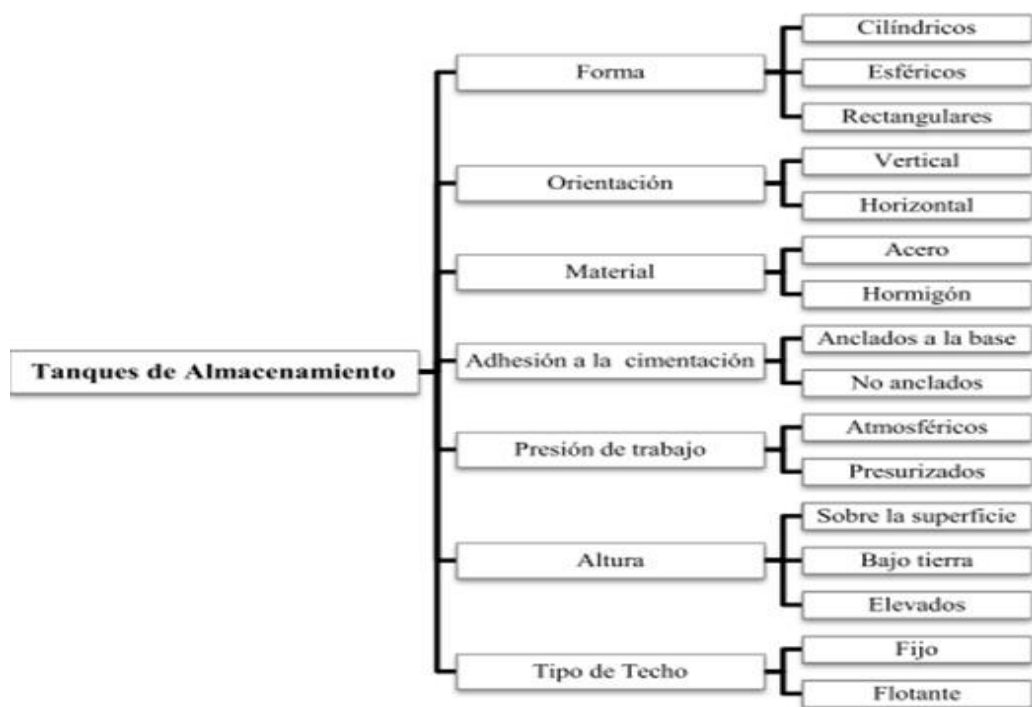 Tanques de Almacenamiento
Forma
Cilíndricos
Esféricos
Rectangulares
Orientación
Vertical
Horizontal
Material
Acero
Hormigón
Adhesión a la cimentación
Anclados a la base
No anclados
Presión de trabajo
Atmosféricos
Presurizados
Altura
Sobre la superficie
Bajo tierra
Elevados
Tipo de Techo
Fijo
Flotante